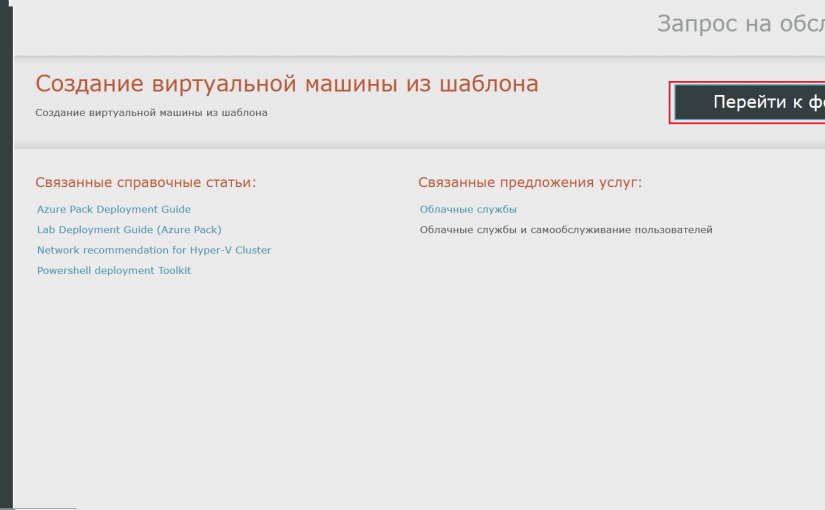 Запрос на
Создание виртуальной машины из шаблона
Создание виртуальной машины из шаблона
Перейти к
Связанные справочные статьи:
Azure Pack Deployment Guide
Lab Deployment Guide (Azure Pack)
Network recommendation for Hyper-V Cluster
Powershell deployment Toolkit
Связанные предложения услуг:
Облачные службы
Облачные службы и самообслуживание пользователей